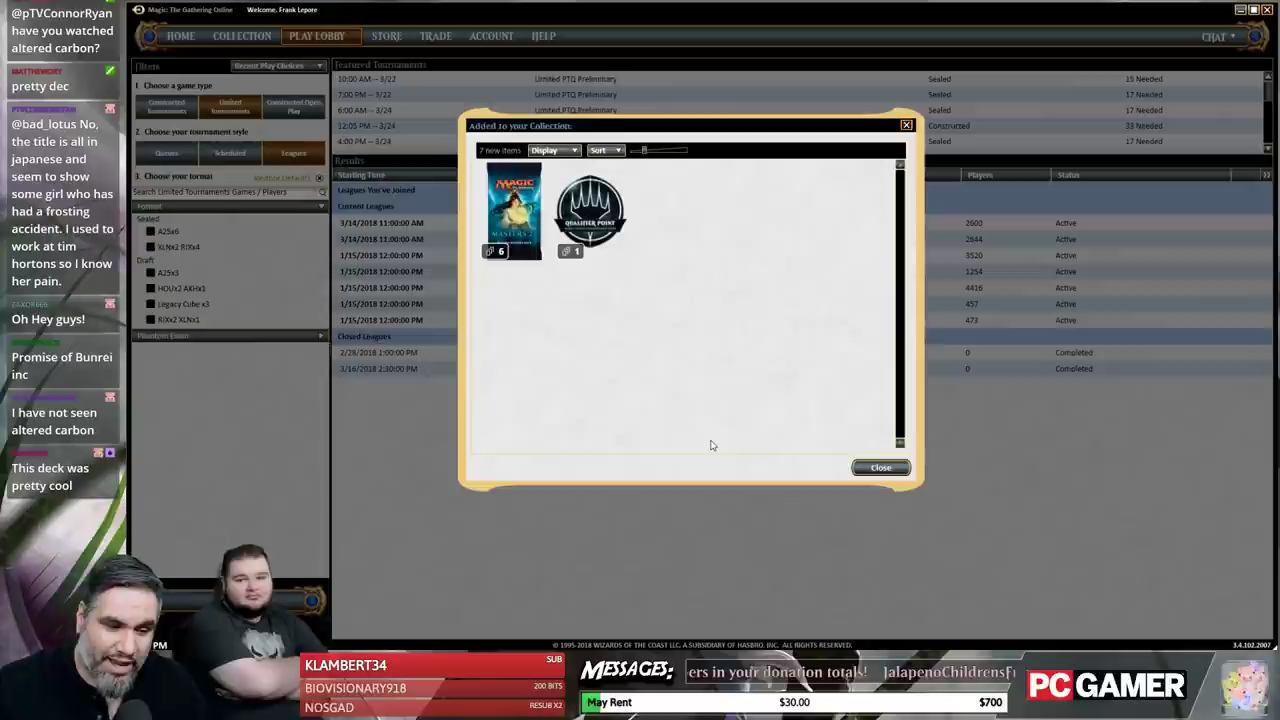 @pTVConnorRyan
have you watched
altered carbon?
pretty dec
@bad_lotus No,
the title is all in
japanese and
seem to show
some girl who has
had a frosting
accident. I used to
work at tim
hortons so I know
her pain.
Oh Hey guys!
Promise of Bunrei
inc
I have not seen
altered carbon
This deck was
pretty cool
Magic: The Gathering Online Welcome, Frank Lepore
HOME COLLECTION PLAY LOBBY STORE TRADE ACCOUNT HELP CHAT
Filters Recent Play Choices
1 Choose a game type
Constructed Tournaments Limited Tournaments Constructed Open Play
2. Choose your tournament style
Queues Scheduled Leagues
3. Choose your format
Search Limited Tournaments Games / Players
Format
Sealed
A25x6
XLNx2 RIXx4
Draft
A25x3
HOUx2 AKHx1
Legacy Cube x3
RIXx2 XLNx1
Phantom Event
Featured Tournaments
10:00 AM -- 3/22 Limited PTQ Preliminary Sealed 15 Needed
7:00 PM -- 3/22 Limited PTQ Preliminary Sealed 17 Needed
6:00 AM -- 3/24 Limited PTQ Preliminary Sealed 17 Needed
12:05 PM -- 3/24 Constructed 33 Needed
4:00 PM -- 3/24 Sealed 17 Needed
Results
Starting Time Players Status
Leagues You've Joined
Current Leagues
3/14/2018 11:00:00 AM 2600 Active
3/14/2018 11:00:00 AM 2644 Active
1/15/2018 12:00:00 PM 3520 Active
1/15/2018 12:00:00 PM 1254 Active
1/15/2018 12:00:00 PM 4416 Active
1/15/2018 12:00:00 PM 457 Active
1/15/2018 12:00:00 PM 473 Active
Closed Leagues
2/28/2018 1:00:00 PM 0 Completed
3/16/2018 2:30:00 PM 0 Completed
Added to your Collection:
7 new items Display Sort
MAGIC
MASTERS 25
6
QUALIFIER POINT
1
Close
PM
© 1995-2018 WIZARDS OF THE COAST LLC, A SUBSIDIARY OF HASBRO, INC. ALL RIGHTS RESERVED. 3.4.102.2007
KLAMBERT34 SUB
BIOVISIONARY918 200 BITS
NOSGAD RESUB X2
MESSAGES: ers in your donation totals! JalapenoChildrensFu
May Rent $30.00 $700
PC GAMER